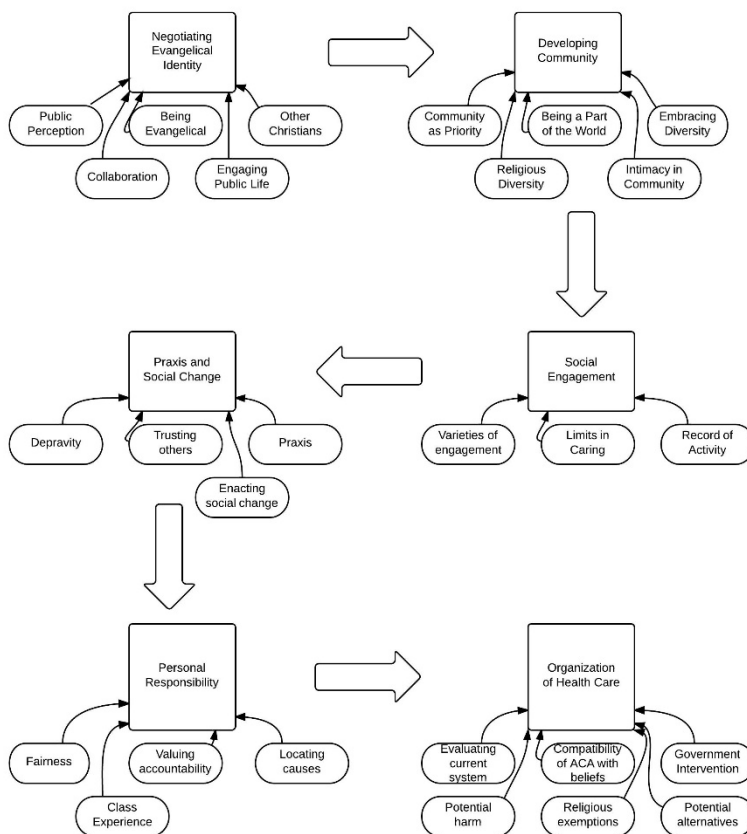 Negotiating
Evangelical
Identity
Developing
Community
Public
Perception
Being
Evangelical
Other
Christians
Collaboration
Engaging
Public Life
Community
as Priority
Being a Part
of the World
Embracing
Diversity
Religious
Diversity
Intimacy in
Community
Praxis and
Social Change
Social
Engagement
Depravity
Trusting
others
Praxis
Enacting
social change
Varieties of
engagement
Limits in
Caring
Record of
Activity
Personal
Responsibility
Organization
of Health Care
Fairness
Valuing
accountability
Locating
causes
Class
Experience
Evaluating
current
system
Compatibility
of ACA with
beliefs
Government
Intervention
Potential
harm
Religious
exemptions
Potential
alternatives